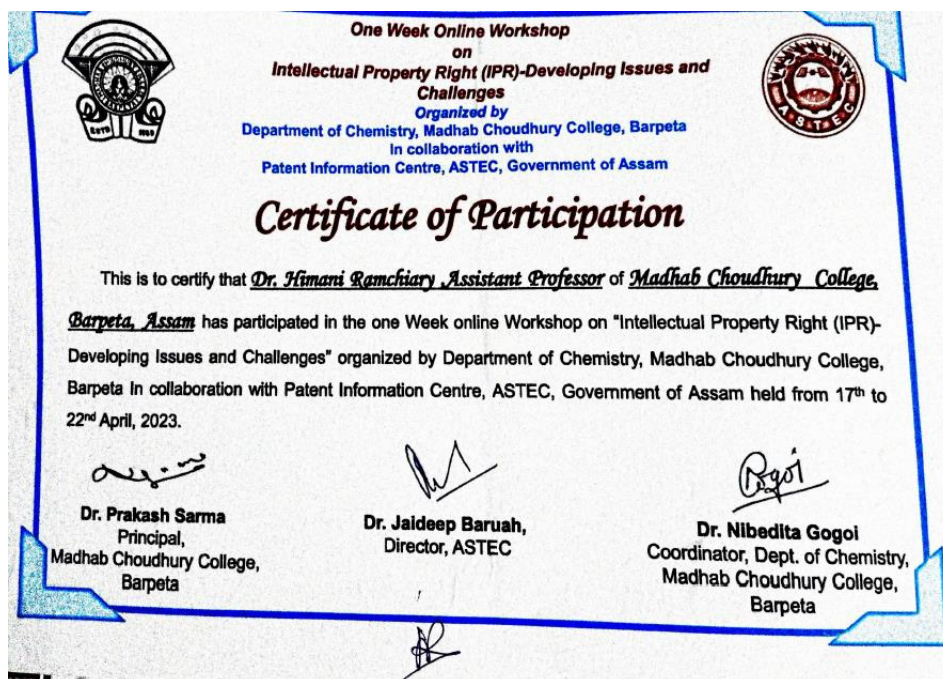 One Week Online Workshop
on
Intellectual Property Right (IPR)-Developing Issues and
Challenges
Organized by
Department of Chemistry, Madhab Choudhury College, Barpeta
In collaboration with
Patent Information Centre, ASTEC, Government of Assam
ESTD 1939
A S T E C
Certificate of Participation
This is to certify that Dr. Himani Ramchiary ,Assistant Professor of Madhab Choudhury College,
Barpeta, Assam has participated in the one Week online Workshop on "Intellectual Property Right (IPR)-
Developing Issues and Challenges" organized by Department of Chemistry, Madhab Choudhury College,
Barpeta In collaboration with Patent Information Centre, ASTEC, Government of Assam held from 17th to
22nd April, 2023.
Gogoi
Dr. Prakash Sarma
Principal,
Madhab Choudhury College,
Barpeta
Dr. Jaideep Baruah,
Director, ASTEC
Dr. Nibedita Gogoi
Coordinator, Dept. of Chemistry,
Madhab Choudhury College,
Barpeta